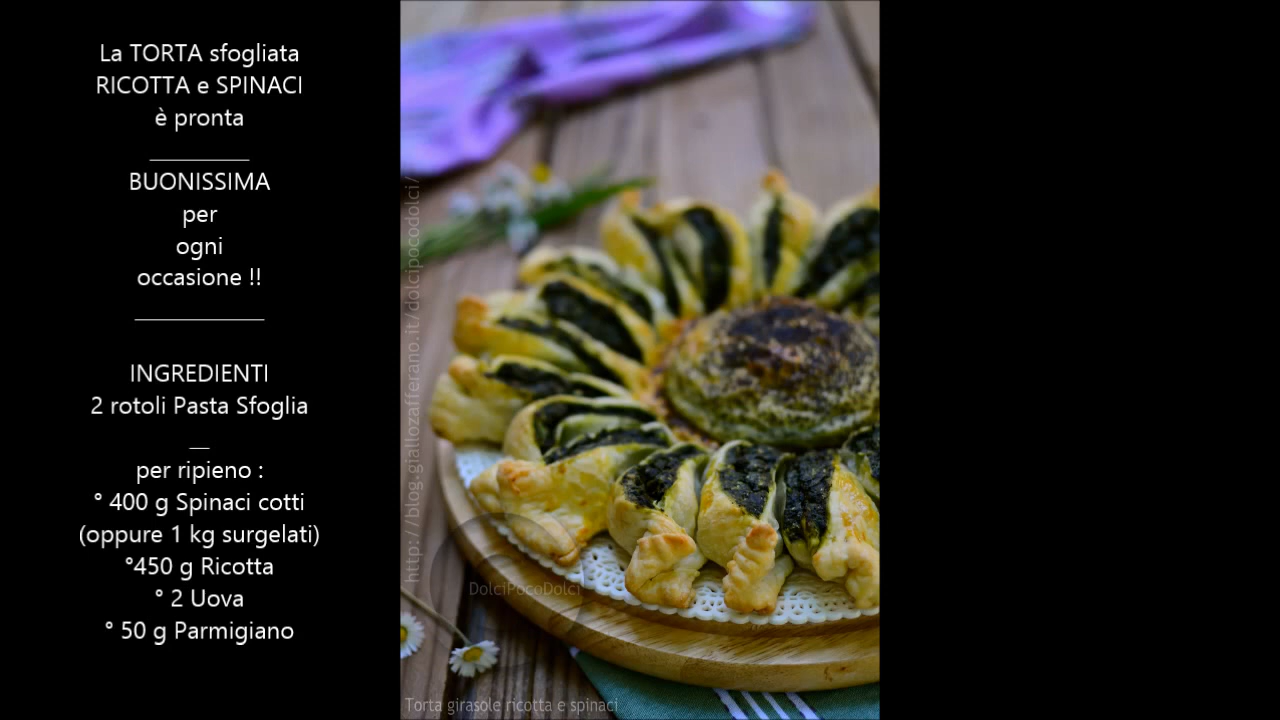 La TORTA sfogliata
RICOTTA e SPINACI
è pronta
BUONISSIMA
per
ogni
occasione !!
INGREDIENTI
2 rotoli Pasta Sfoglia
per ripieno :
° 400 g Spinaci cotti
(oppure 1 kg surgelati)
°450 g Ricotta
° 2 Uova
° 50 g Parmigiano
http://blog.giallozafferano.it/dolcipocodolci/
DolciPocoDolci
Torta girasole ricotta e spinaci